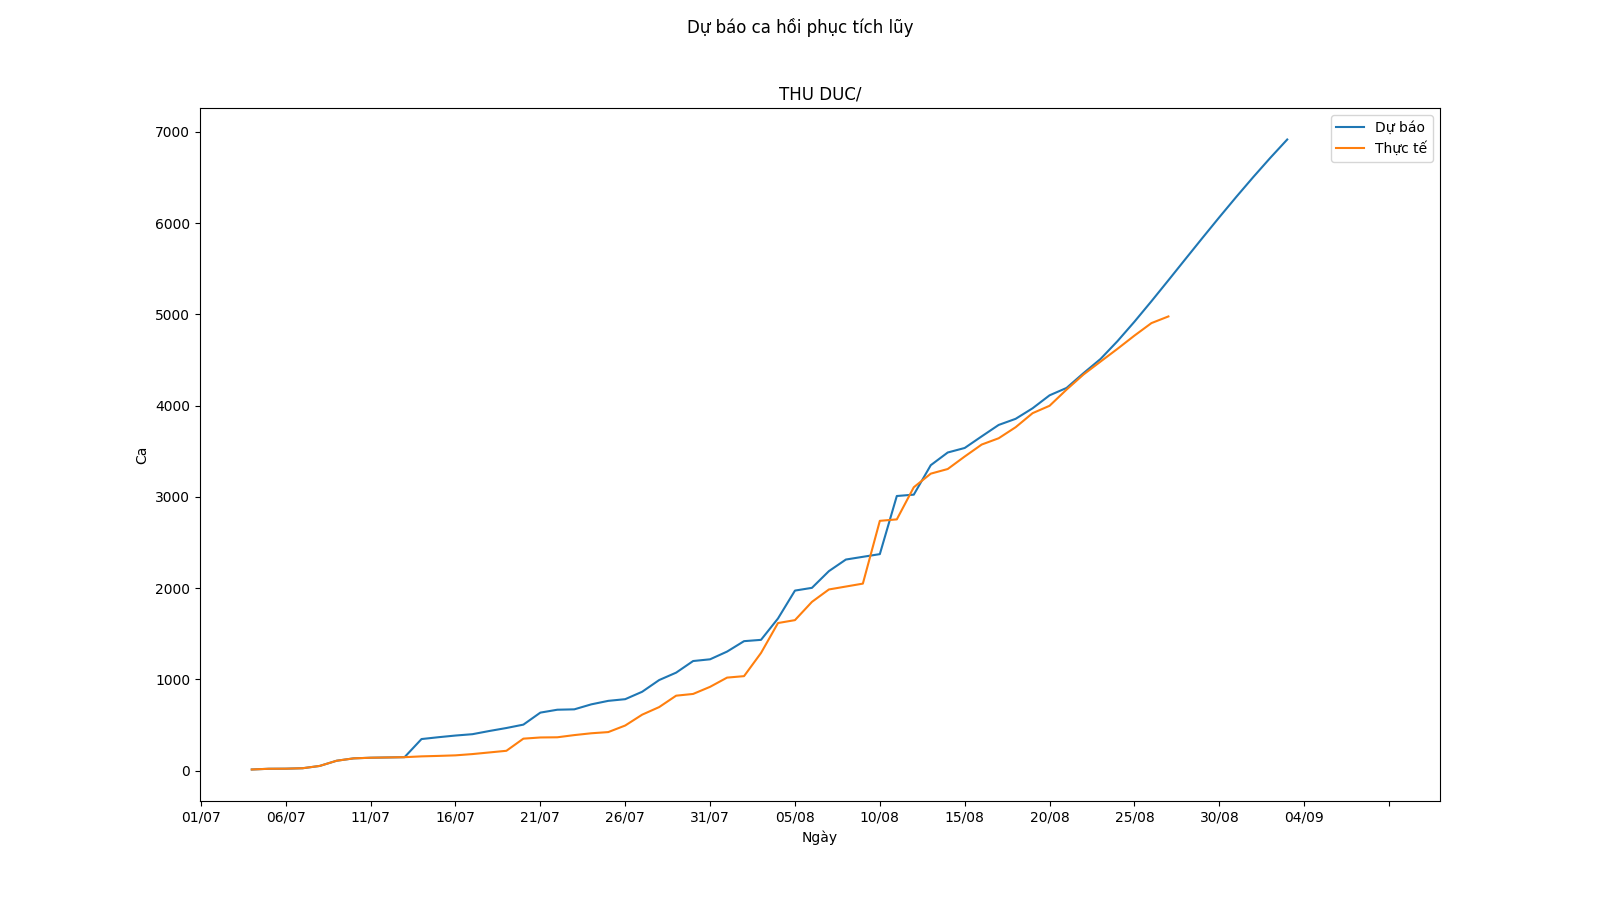 Dự báo ca hồi phục tích lũy
THU DUC/
Dự báo
Thực tế
7000
6000
5000
4000
3000
2000
1000
0
Ca
01/07 06/07 11/07 16/07 21/07 26/07 31/07 05/08 10/08 15/08 20/08 25/08 30/08 04/09
Ngày